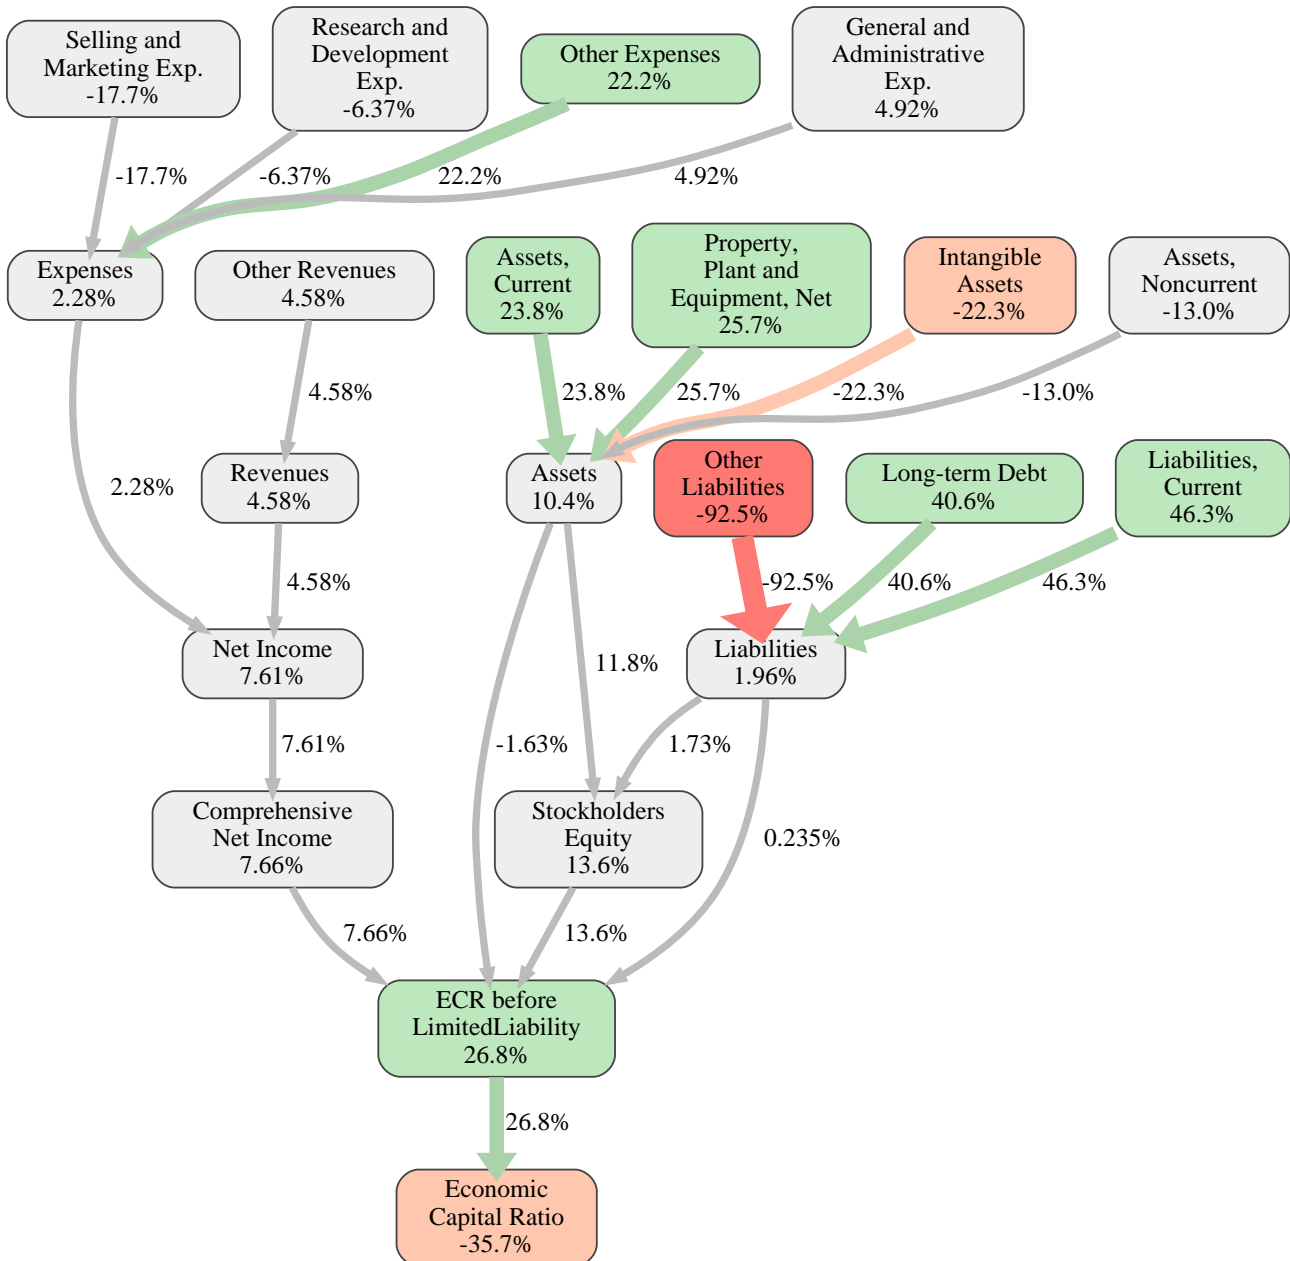 Selling and
Marketing Exp.
-17.7%
Research and
Development
Exp.
-6.37%
Other Expenses
22.2%
General and
Administrative
Exp.
4.92%
-17.7%
-6.37%
22.2%
4.92%
Expenses
2.28%
Other Revenues
4.58%
Assets,
Current
23.8%
Property,
Plant and
Equipment, Net
25.7%
Intangible
Assets
-22.3%
Assets,
Noncurrent
-13.0%
4.58%
23.8%
25.7%
-22.3%
-13.0%
2.28%
Revenues
4.58%
Assets
10.4%
Other
Liabilities
-92.5%
Long-term Debt
40.6%
Liabilities,
Current
46.3%
4.58%
-92.5%
40.6%
46.3%
Net Income
7.61%
11.8%
Liabilities
1.96%
7.61%
-1.63%
1.73%
Comprehensive
Net Income
7.66%
Stockholders
Equity
13.6%
0.235%
7.66%
13.6%
ECR before
LimitedLiability
26.8%
26.8%
Economic
Capital Ratio
-35.7%